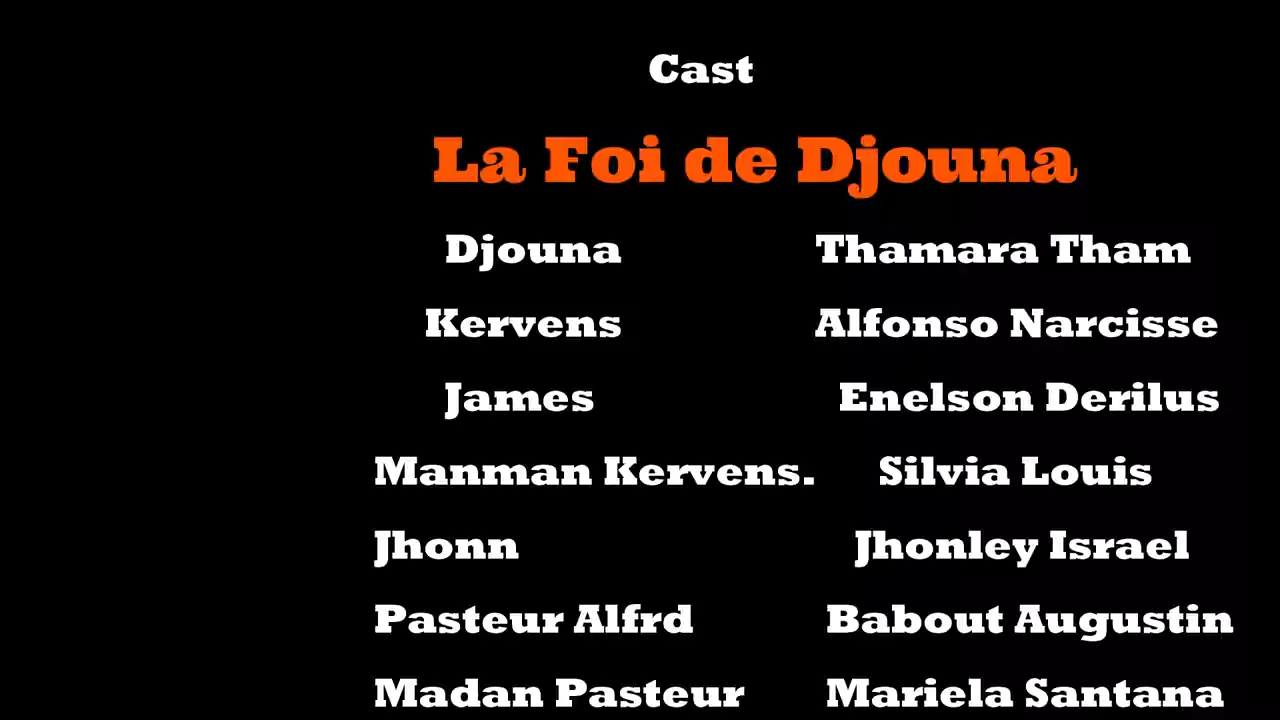 Cast
La Foi de Djouna
Djouna Thamara Tham
Kervens Alfonso Narcisse
James Enelson Derilus
Manman Kervens. Silvia Louis
Jhonn Jhonley Israel
Pasteur Alfrd Babout Augustin
Madan Pasteur Mariela Santana